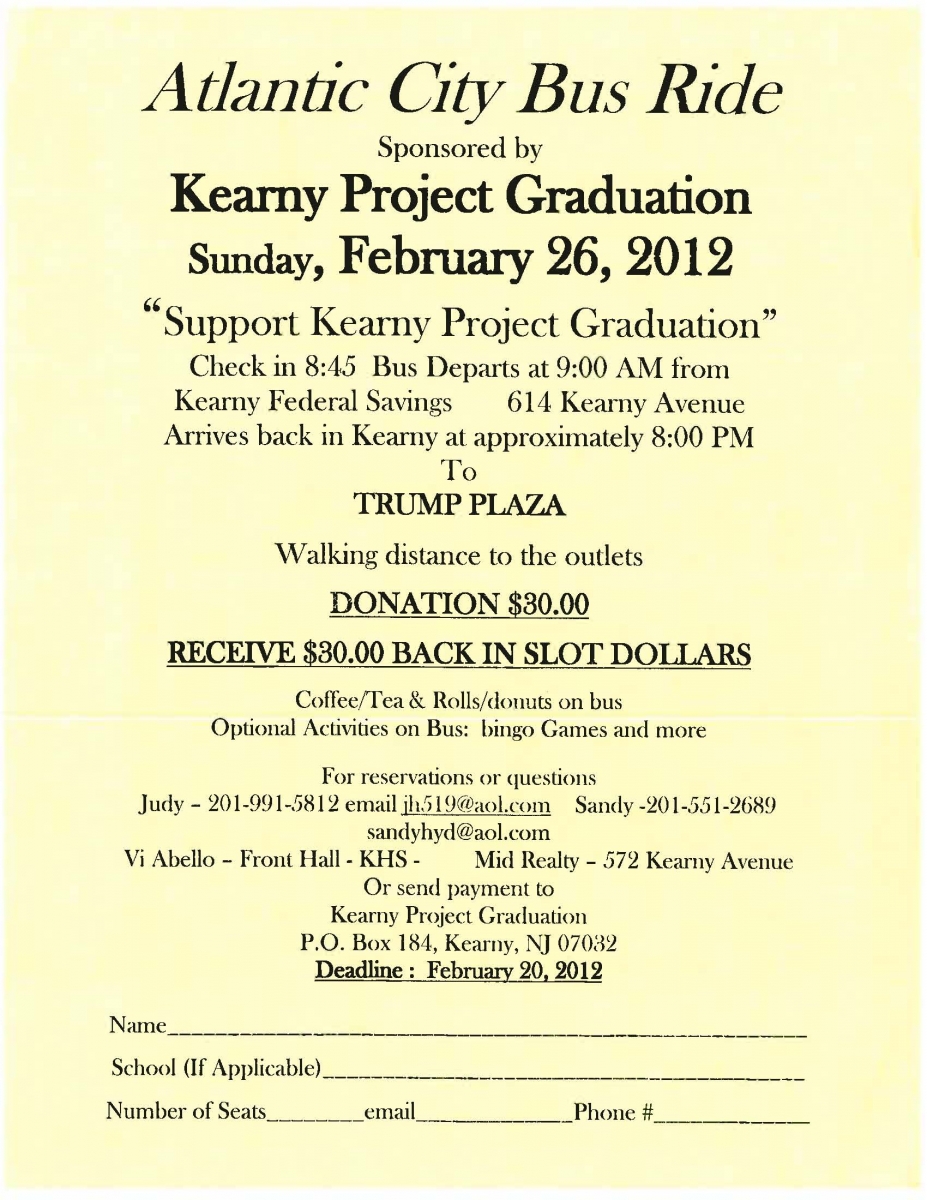 Atlantic City Bus Ride
Sponsored by
Kearny Project Graduation
Sunday, February 26, 2012
“Support Kearny Project Graduation”
Check in 8:45 Bus Departs at 9:00 AM from
Kearny Federal Savings 614 Kearny Avenue
Arrives back in Kearny at approximately 8:00 PM
To
TRUMP PLAZA
Walking distance to the outlets
DONATION $30.00
RECEIVE $30.00 BACK IN SLOT DOLLARS
Coffee/Tea & Rolls/donuts on bus
Optional Activities on Bus: bingo Games and more
For reservations or questions
Judy – 201-991-5812 email jh519@aol.com Sandy -201-551-2689
sandyhyd@aol.com
Vi Abello – Front Hall - KHS - Mid Realty – 572 Kearny Avenue
Or send payment to
Kearny Project Graduation
P.O. Box 184, Kearny, NJ 07032
Deadline : February 20, 2012
Name____________________
School (If Applicable)____________________
Number of Seats________email_____________Phone #_____________